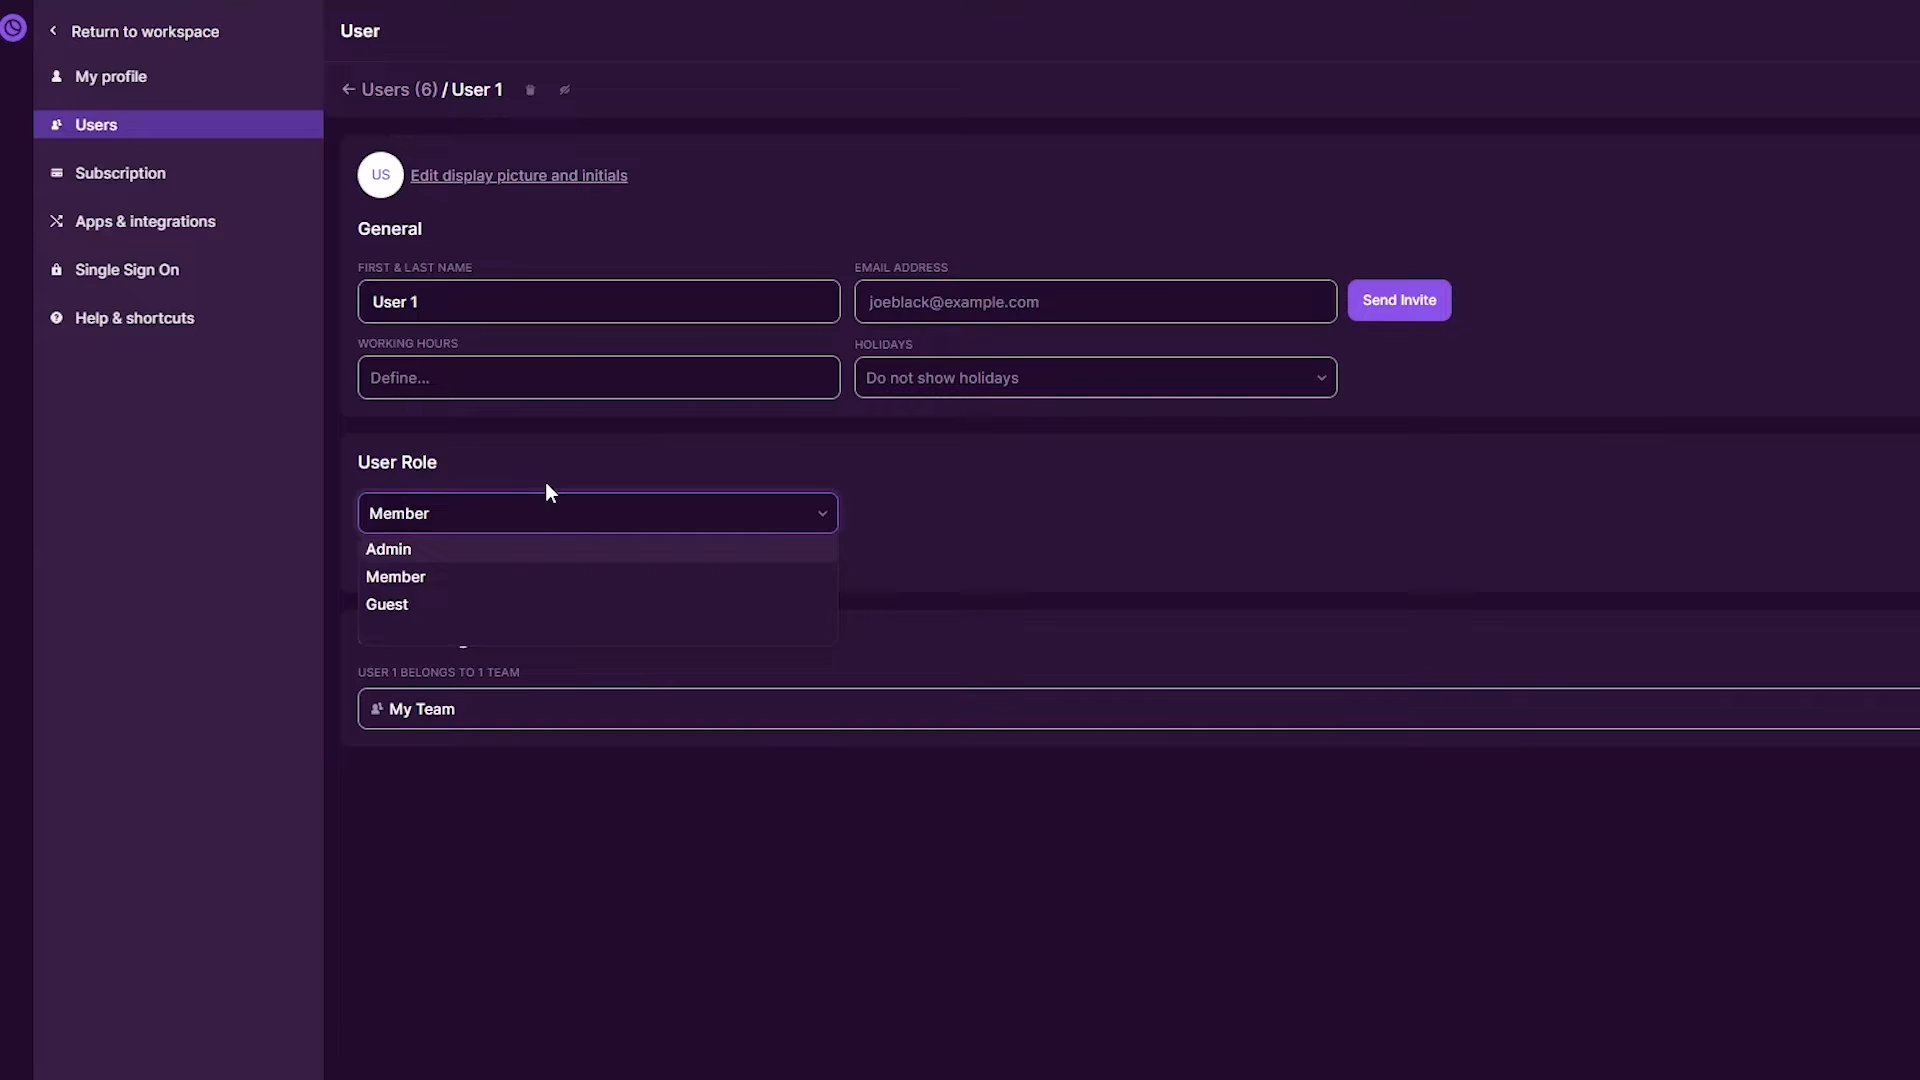 Return to workspace
User
My profile
Users (6) / User 1
Users
Subscription
Apps & integrations
Single Sign On
Help & shortcuts
US
Edit display picture and initials
General
FIRST & LAST NAME
EMAIL ADDRESS
User 1
joeblack@example.com
Send Invite
WORKING HOURS
HOLIDAYS
Define...
Do not show holidays
User Role
Member
Admin
Member
Guest
USER 1 BELONGS TO 1 TEAM
My Team